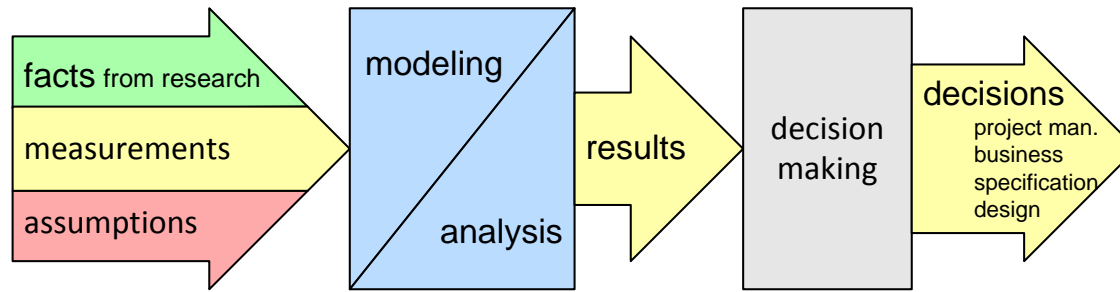 facts from research
measurements
assumptions
modeling
analysis
results
decision
making
decisions
project man.
business
specification
design